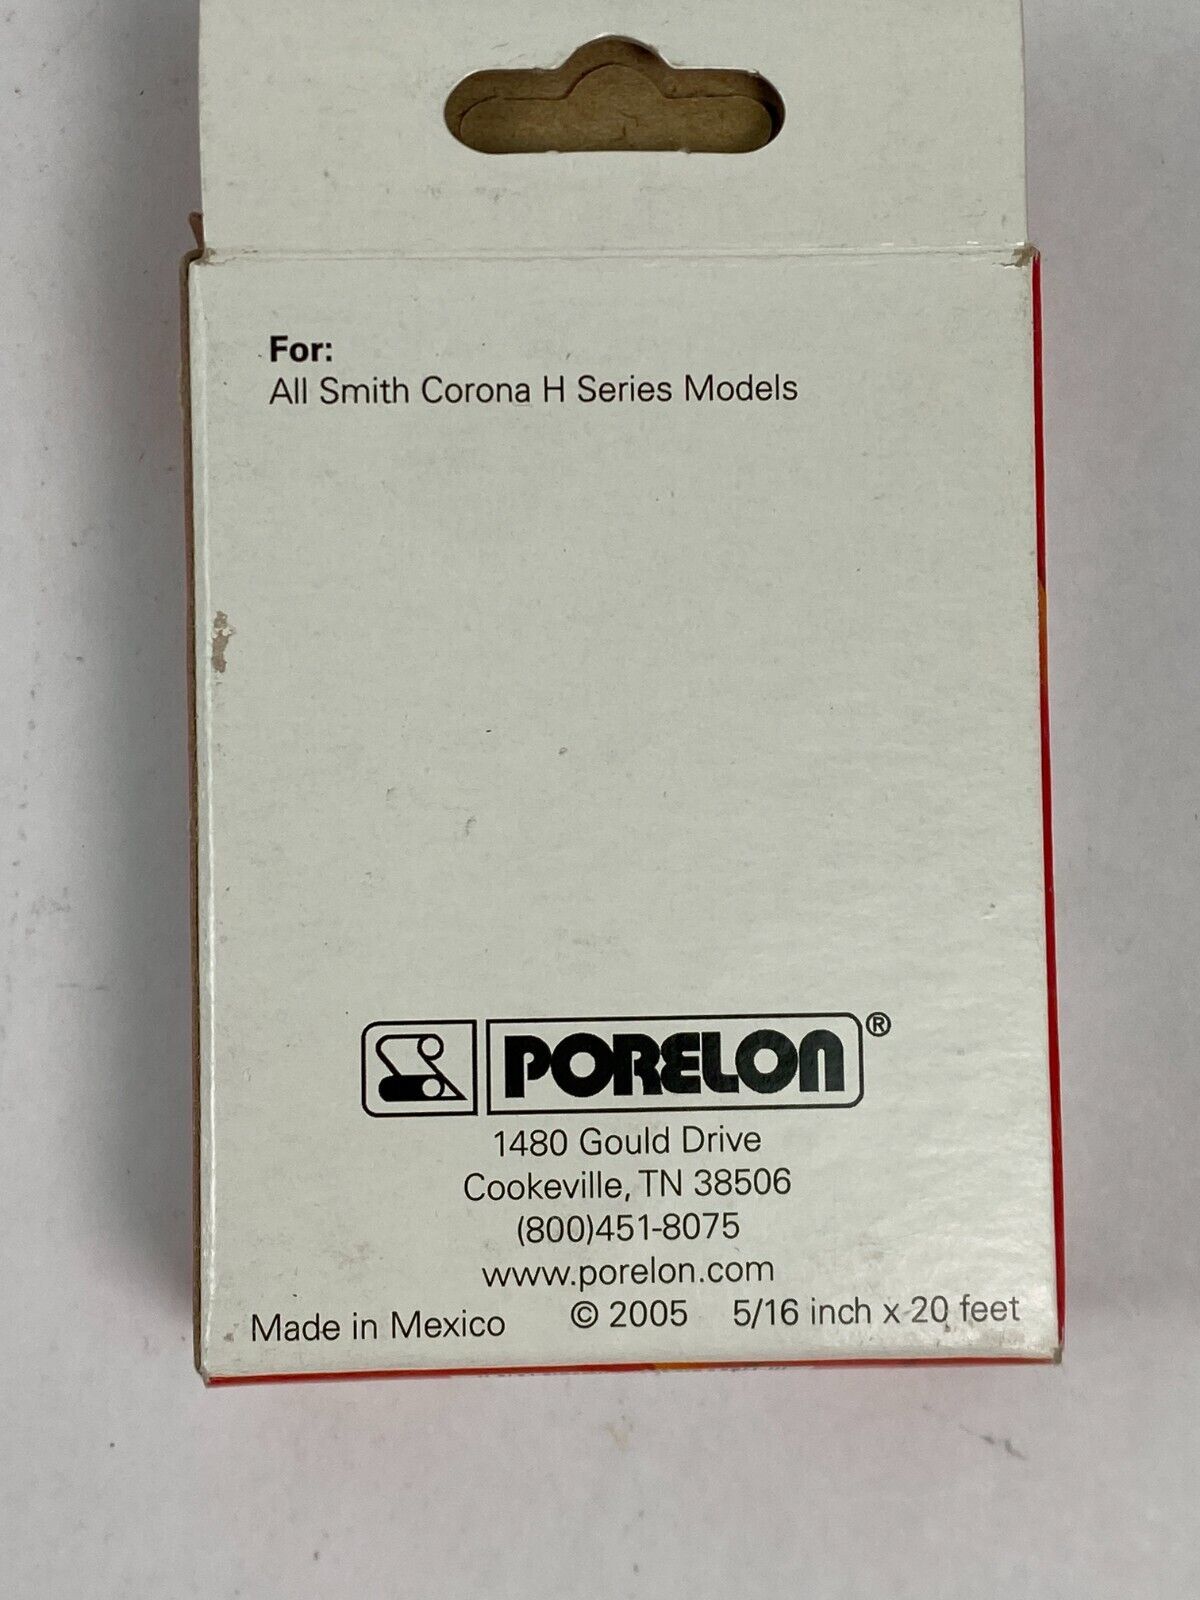 For:
All Smith Corona H Series Models
PORELON®
1480 Gould Drive
Cookeville, TN 38506
(800)451-8075
www.porelon.com
Made in Mexico © 2005 5/16 inch x 20 feet